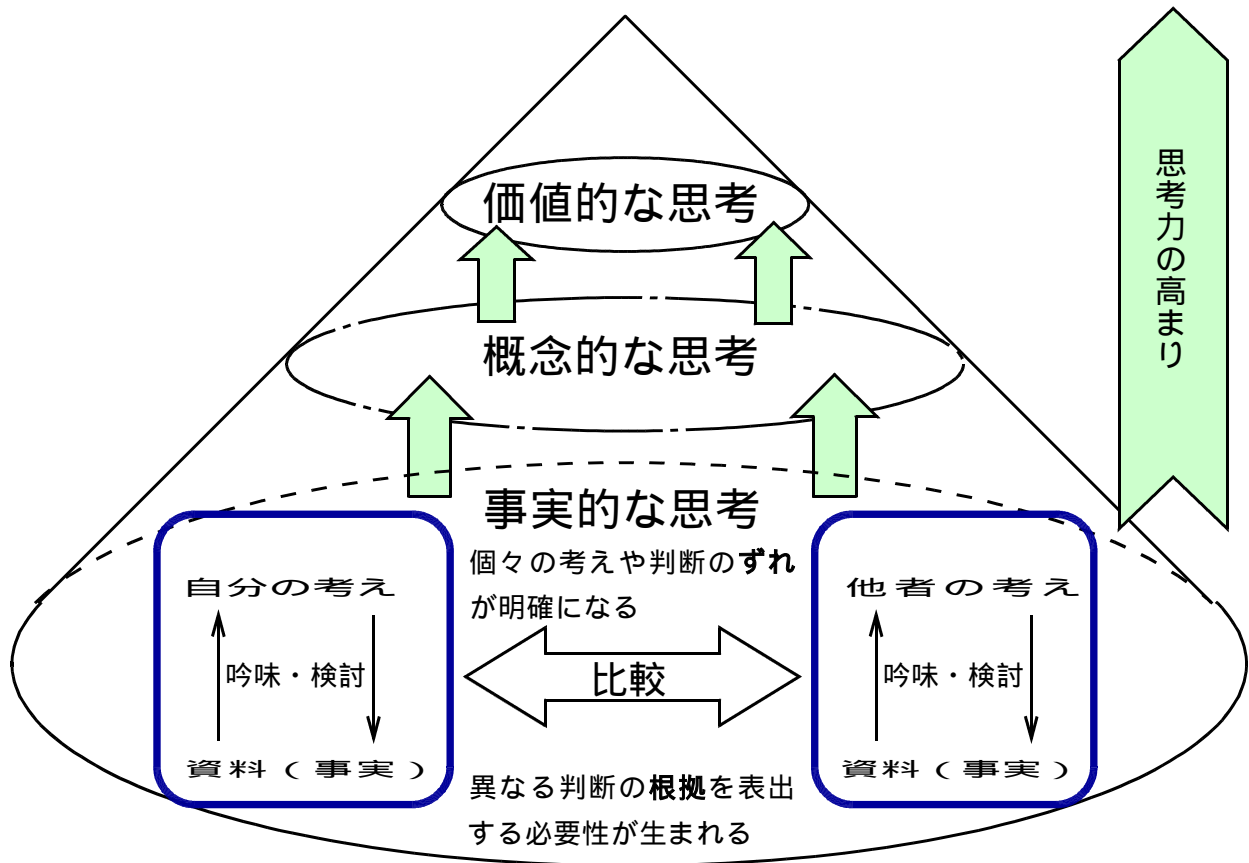 価値的な思考
概念的な思考
事実的な思考
個々の考えや判断のずれ
が明確になる
自分の考え
吟味・検討
資料(事実)
比較
他者の考え
吟味・検討
資料(事実)
異なる判断の根拠を表出
する必要性が生まれる
思考力の高まり